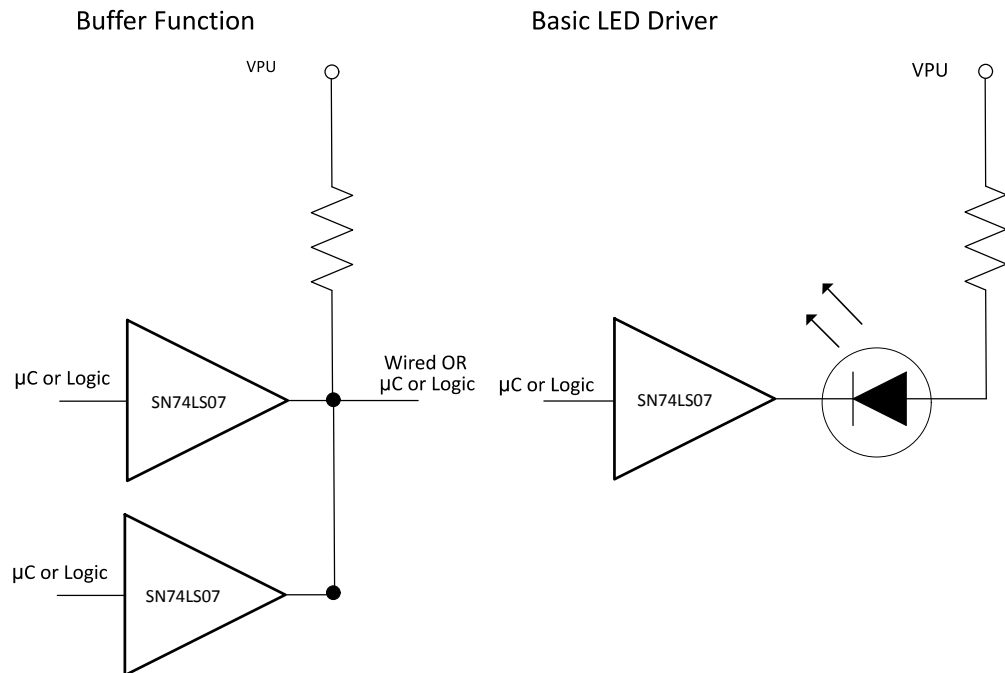 Buffer Function
Basic LED Driver
VPU
VPU
µC or Logic
SN74LS07
Wired OR
µC or Logic
µC or Logic
SN74LS07
µC or Logic
SN74LS07